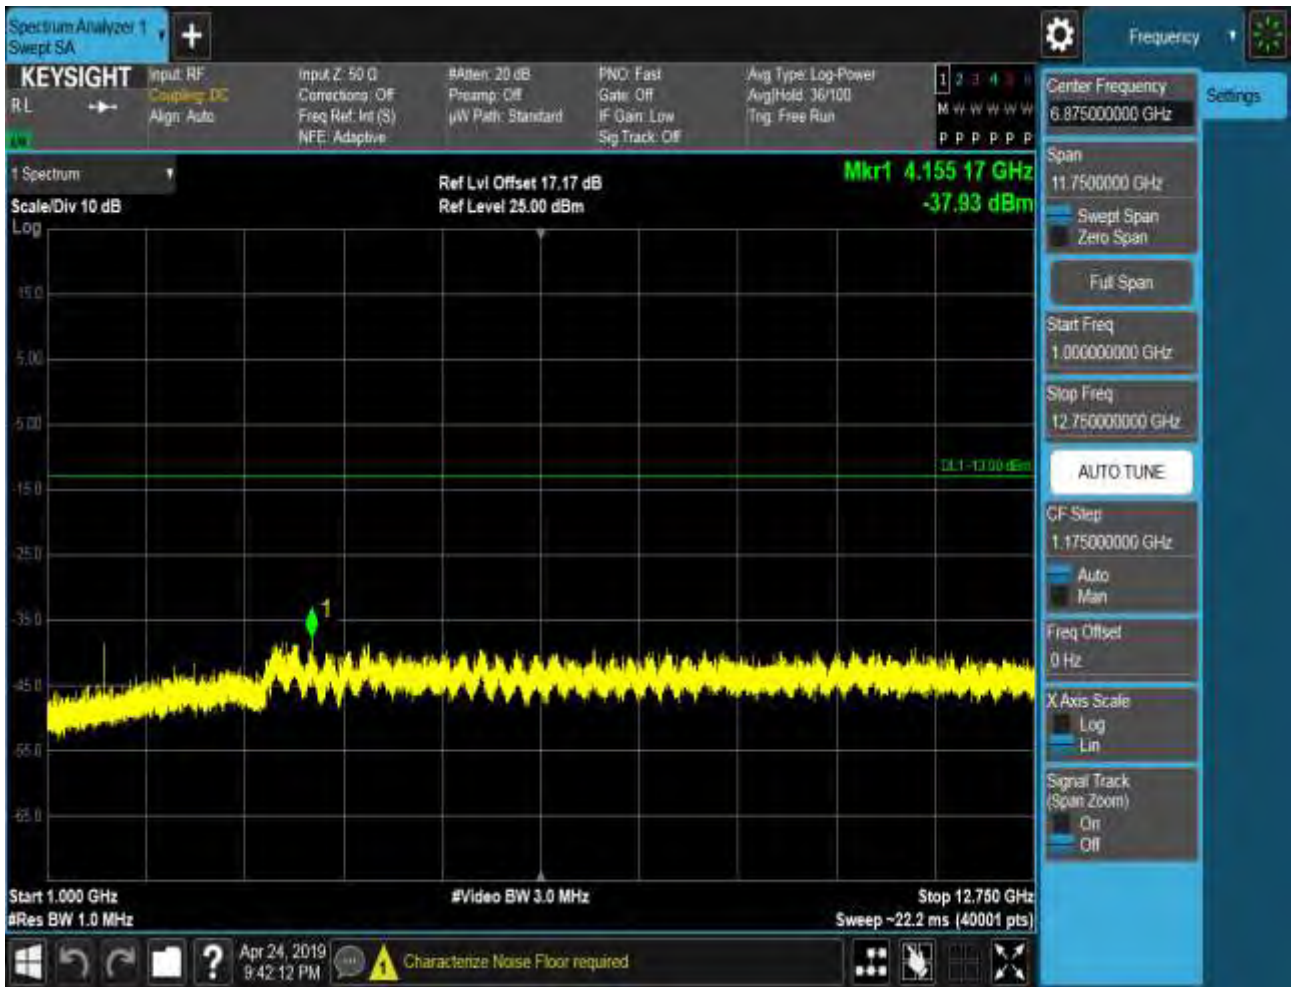 Spectrum Analyzer 1
Swept SA
+
Frequency
KEYSIGHT
RL
Input: RF
Coupling: DC
Align: Auto
Input Z: 50 Ω
Corrections: Off
Freq Ref: Int (S)
NFE: Adaptive
#Atten: 20 dB
Preamp: Off
µW Path: Standard
PNO: Fast
Gate: Off
IF Gain: Low
Sig Track: Off
Avg Type: Log-Power
Avg|Hold: 36/100
Trig: Free Run
1 2 3 4 5 6
M W W W W W
P P P P P P
Center Frequency
6.875000000 GHz
Settings
Span
11.7500000 GHz
Swept Span
Zero Span
Full Span
Start Freq
1.000000000 GHz
Stop Freq
12.750000000 GHz
AUTO TUNE
CF Step
1.175000000 GHz
Auto
Man
Freq Offset
0 Hz
X Axis Scale
Log
Lin
Signal Track
(Span Zoom)
On
Off
1 Spectrum
Scale/Div 10 dB
Log
Ref Lvl Offset 17.17 dB
Ref Level 25.00 dBm
Mkr1 4.155 17 GHz
-37.93 dBm
15.0
5.00
-5.00
DL1 -13.00 dBm
-15.0
-25.0
-35.0
1
-45.0
-55.0
-65.0
Start 1.000 GHz
#Res BW 1.0 MHz
#Video BW 3.0 MHz
Stop 12.750 GHz
Sweep ~22.2 ms (40001 pts)
?
Apr 24, 2019
9:42:12 PM
1
Characterize Noise Floor required